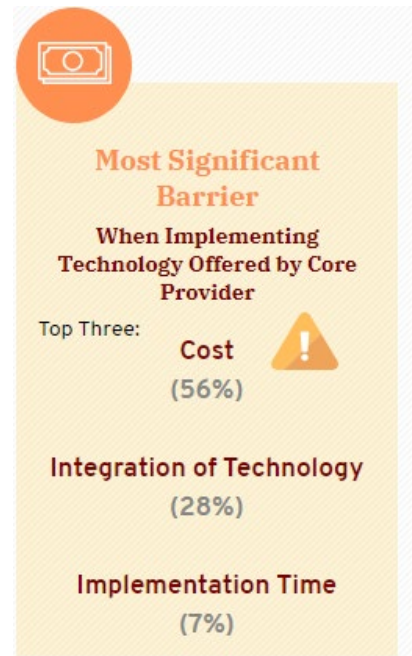 Most Significant
Barrier
When Implementing
Technology Offered by Core
Provider
Top Three:
Cost
(56%)
Integration of Technology
(28%)
Implementation Time
(7%)